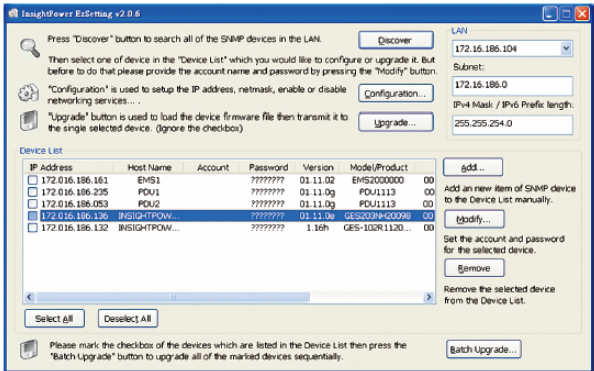 InsightPower EzSetting v2.0.6
Press "Discover" button to search all of the SNMP devices in the LAN.
Discover
Then select one of device in the "Device List" which you would like to configure or upgrade it. But
before to do that please provide the account name and password by pressing the "Modify" button.
"Configuration" is used to setup the IP address, netmask, enable or disable
networking services... .
Configuration...
"Upgrade" button is used to load the device firmware file then transmit it to
the single selected device. (Ignore the checkbox)
Upgrade...
LAN
172.16.186.104
Subnet:
172.16.186.0
IPv4 Mask / IPv6 Prefix length:
255.255.254.0
Device List
IP Address Host Name Account Password Version Model/Product
172.016.186.161 EMS1 ???????? 01.11.02 EMS2000000 00
172.016.186.235 PDU1 ???????? 01.11.0g PDU1113 00
172.016.186.053 PDU2 ???????? 01.11.0g PDU1113 00
172.016.186.136 INSIGHTPOW... ???????? 01.11.0e GES203NH20098 00
172.016.186.132 INSIGHTPOW... ???????? 1.16h GES-102R1120... 00
Add...
Add an new item of SNMP device
to the Device List manually.
Modify...
Set the account and password
for the selected device.
Remove
Remove the selected device
from the Device List.
Select All
Deselect All
Please mark the checkbox of the devices which are listed in the Device List then press the
"Batch Upgrade" button to upgrade all of the marked devices sequentially.
Batch Upgrade...